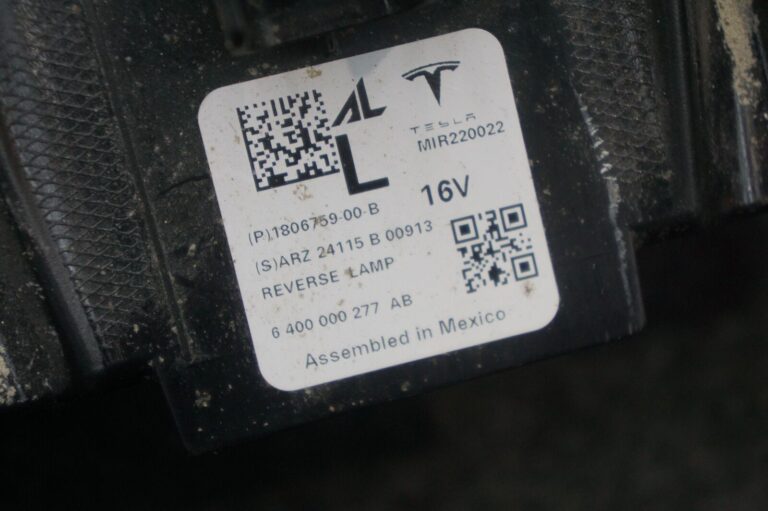 AL
L
TESLA
MIR220022
16V
(P)1806759-00-B
(S)ARZ 24115 B 00913
REVERSE LAMP
6 400 000 277 AB
Assembled in Mexico